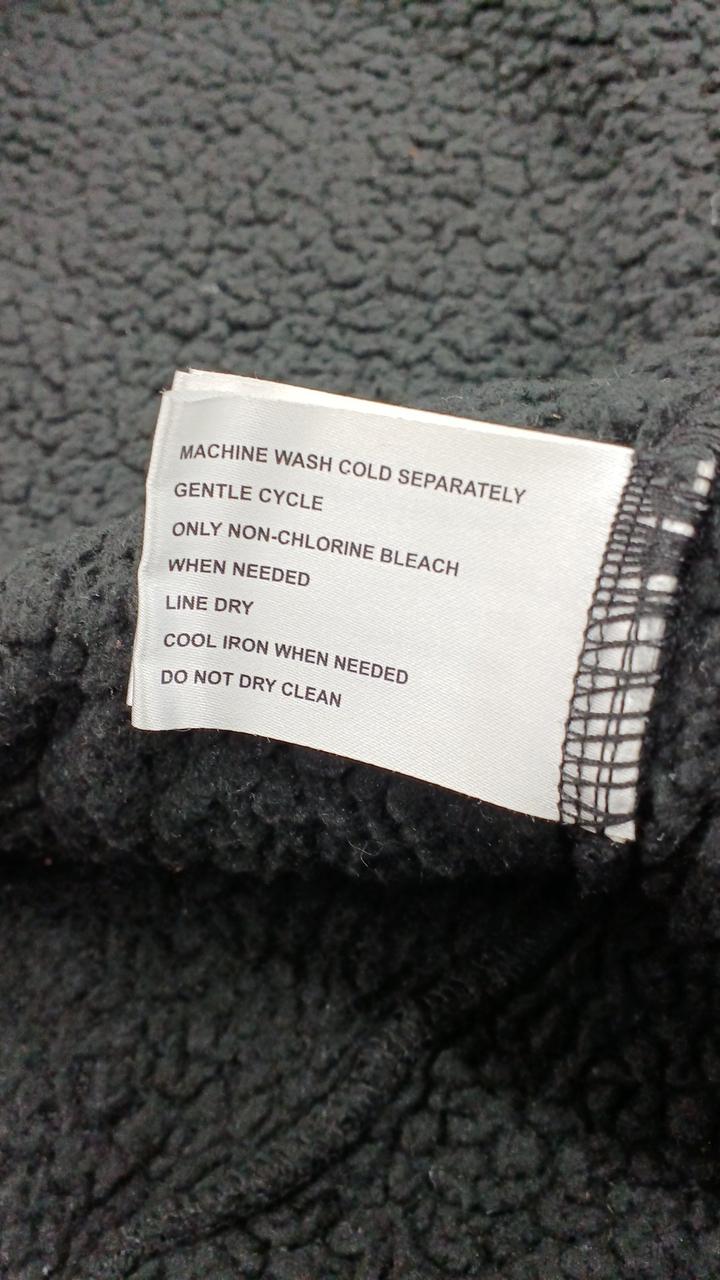 MACHINE WASH COLD SEPARATELY
GENTLE CYCLE
ONLY NON-CHLORINE BLEACH
WHEN NEEDED
LINE DRY
COOL IRON WHEN NEEDED
DO NOT DRY CLEAN